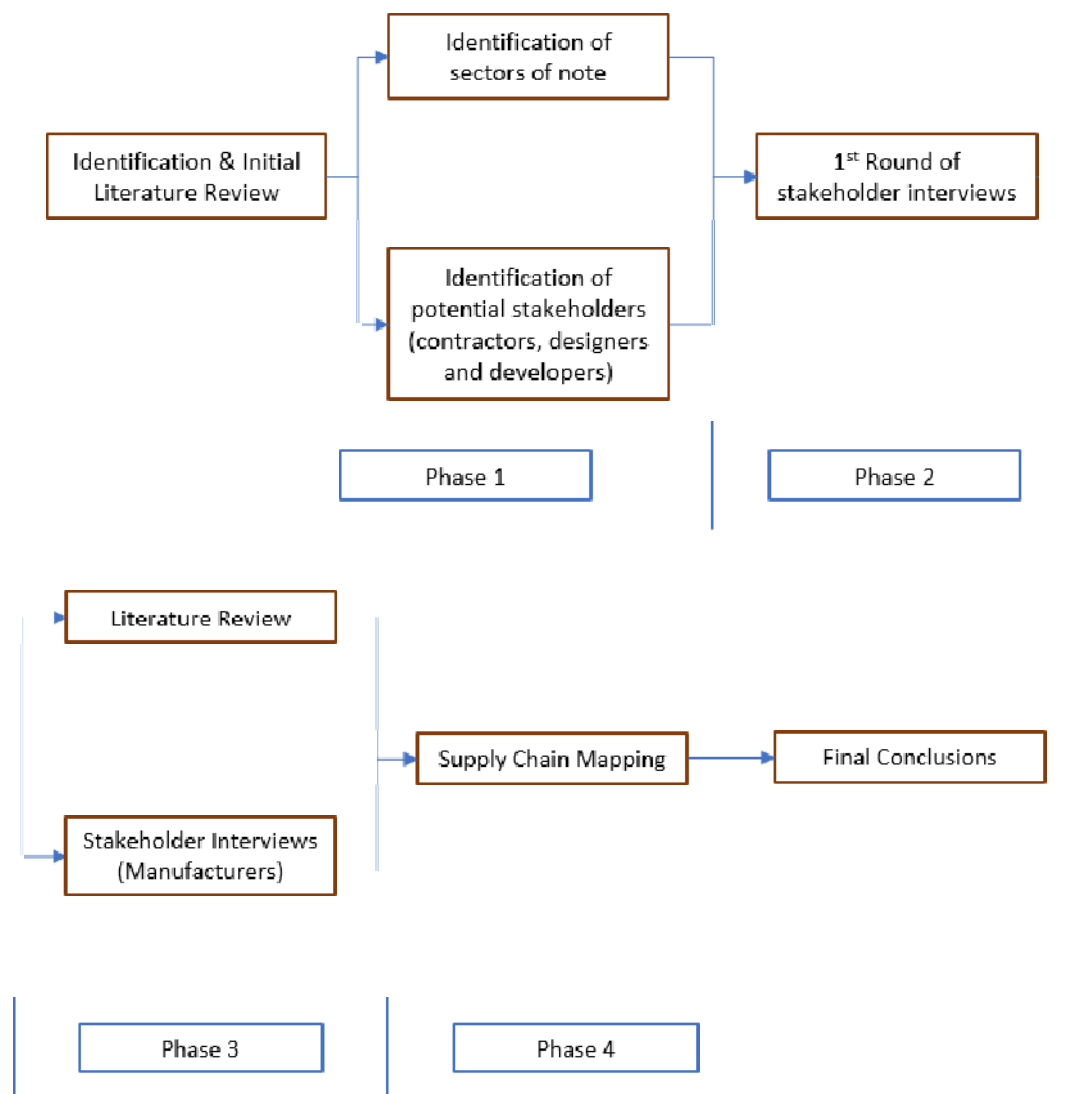 Identification of
sectors of note
Identification & Initial
Literature Review
1st Round of
stakeholder interviews
Identification of
potential stakeholders
(contractors, designers
and developers)
Phase 1
Phase 2
Literature Review
Supply Chain Mapping
Final Conclusions
Stakeholder Interviews
(Manufacturers)
Phase 3
Phase 4